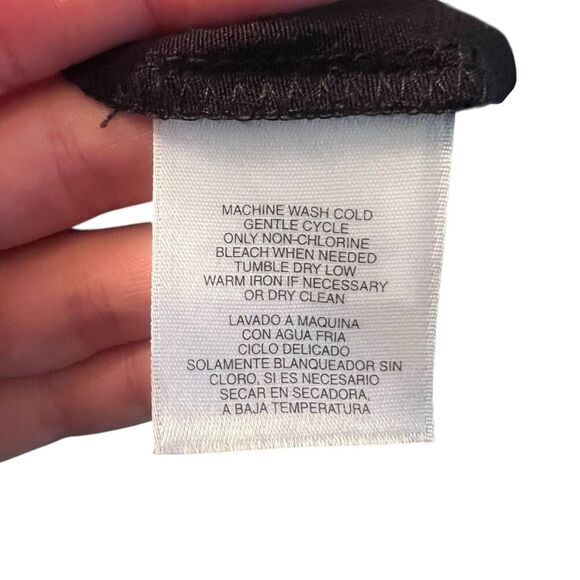 MACHINE WASH COLD
GENTLE CYCLE
ONLY NON-CHLORINE
BLEACH WHEN NEEDED
TUMBLE DRY LOW
WARM IRON IF NECESSARY
OR DRY CLEAN
LAVADO A MAQUINA
CON AGUA FRIA
CICLO DELICADO
SOLAMENTE BLANQUEADOR SIN
CLORO, SI ES NECESARIO
SECAR EN SECADORA,
A BAJA TEMPERATURA